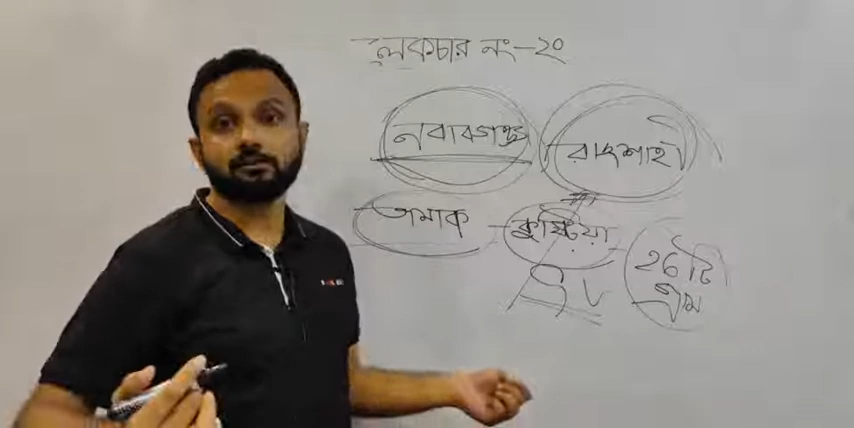 লেকচার নং-২০
নবাবগঞ্জ রাজশাহী
তামাক - কুষ্টিয়া - ২৬টি
গ্রাম